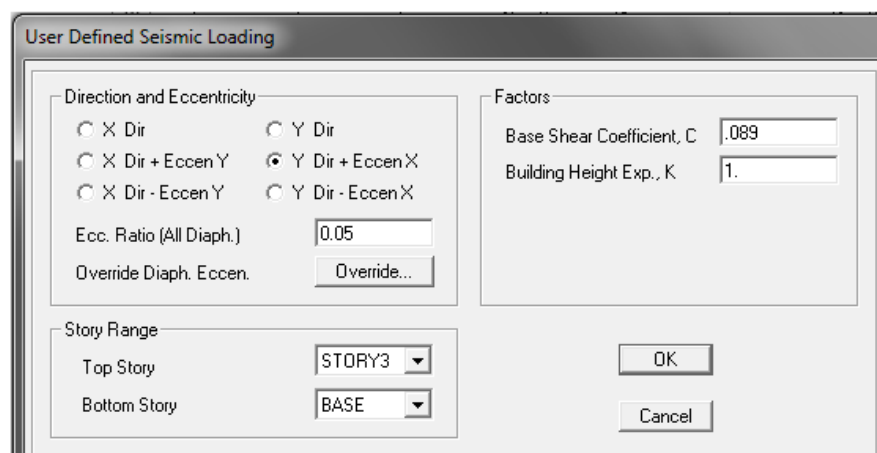 User Defined Seismic Loading
Direction and Eccentricity
X Dir
Y Dir
X Dir + Eccen Y
Y Dir + Eccen X
X Dir - Eccen Y
Y Dir - Eccen X
Ecc. Ratio (All Diaph.)
0.05
Override Diaph. Eccen.
Override...
Factors
Base Shear Coefficient, C
.089
Building Height Exp., K
1.
Story Range
Top Story
STORY3
Bottom Story
BASE
OK
Cancel